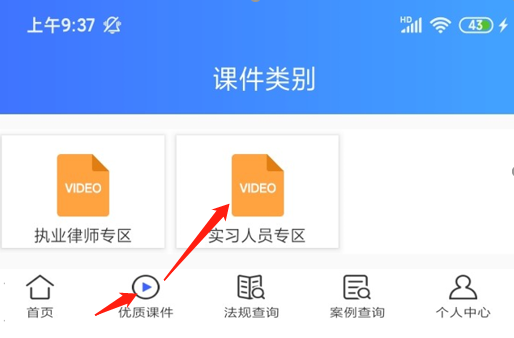 上午9:37 HD 43
课件类别
VIDEO VIDEO
执业律师专区 实习人员专区
首页 优质课件 法规查询 案例查询 个人中心